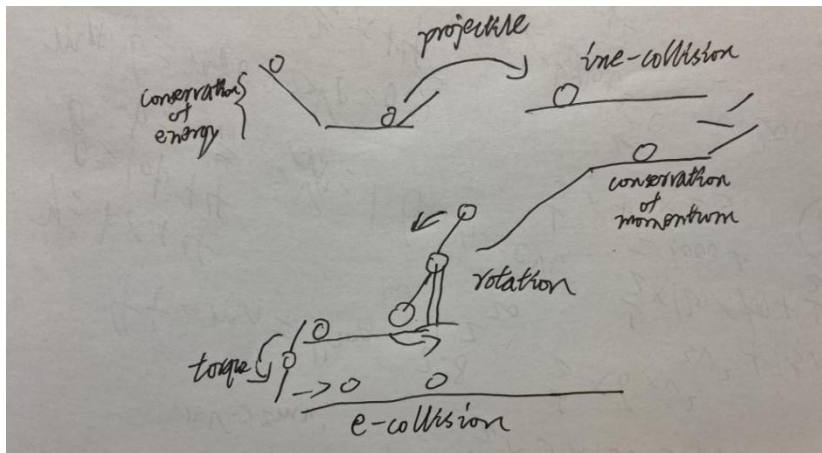 projectile
ine-collision
conservation
of
energy
conservation
of
momentum
rotation
torque
e-collision